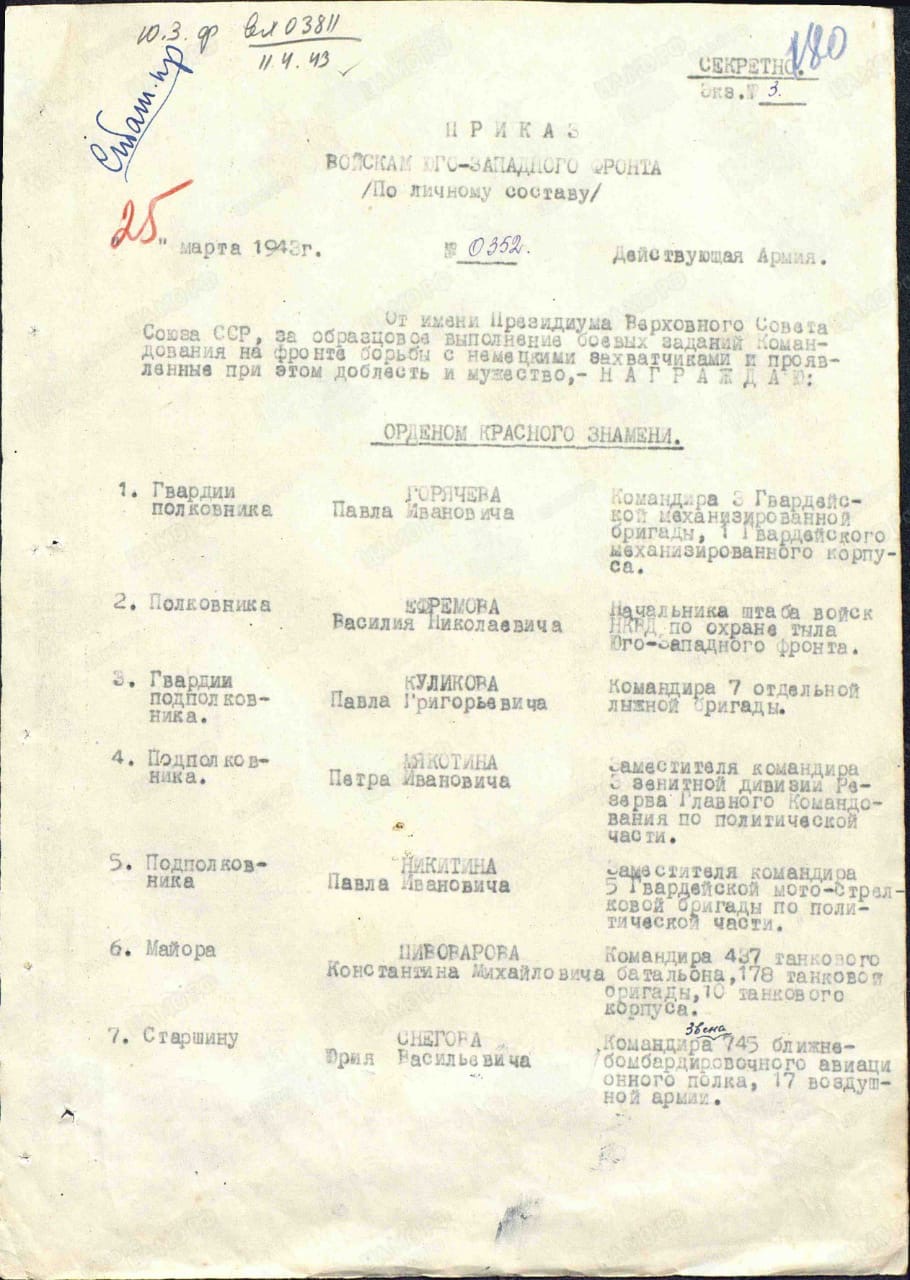 Ю.З.ф вх 03811
11.4.43
180
СЕКРЕТНО.
Экз.№ 3.
П Р И К А З
ВОЙСКАМ ЮГО-ЗАПАДНОГО ФРОНТА
/По личному составу/
"25" марта 1943г. № 0352. Действующая Армия.
От имени Президиума Верховного Совета
Союза ССР, за образцовое выполнение боевых заданий Коман-
дования на фронте борьбы с немецкими захватчиками и прояв-
ленные при этом доблесть и мужество,- Н А Г Р А Ж Д А Ю:
ОРДЕНОМ КРАСНОГО ЗНАМЕНИ.
1. Гвардии ГОРЯЧЕВА Командира 3 Гвардейс-
полковника Павла Ивановича кой механизированной
бригады, 1 Гвардейского
механизированного корпу-
са.
2. Полковника ЕФРЕМОВА Начальника штаба войск
Василия Николаевича НКВД по охране тыла
Юго-Западного фронта.
3. Гвардии КУЛИКОВА Командира 7 отдельной
подполков- Павла Григорьевича лыжной бригады.
ника.
4. Подполков- МЯКОТИНА Заместителя командира
ника. Петра Ивановича 3 зенитной дивизии Ре-
зерва Главного Командо-
вания по политической
части.
5. Подполков- НИКИТИНА Заместителя командира
ника Павла Ивановича 5 Гвардейской мото-Стрел-
ковой бригады по поли-
тической части.
6. Майора ПИВОВАРОВА Командира 437 танкового
Константина Михайловича батальона,178 танковой
бригады,10 танкового
корпуса.
7. Старшину СНЕГОВА Командира звена 745 ближне-
Юрия Васильевича бомбардировочного авиаци
онного полка, 17 воздуш-
ной армии.